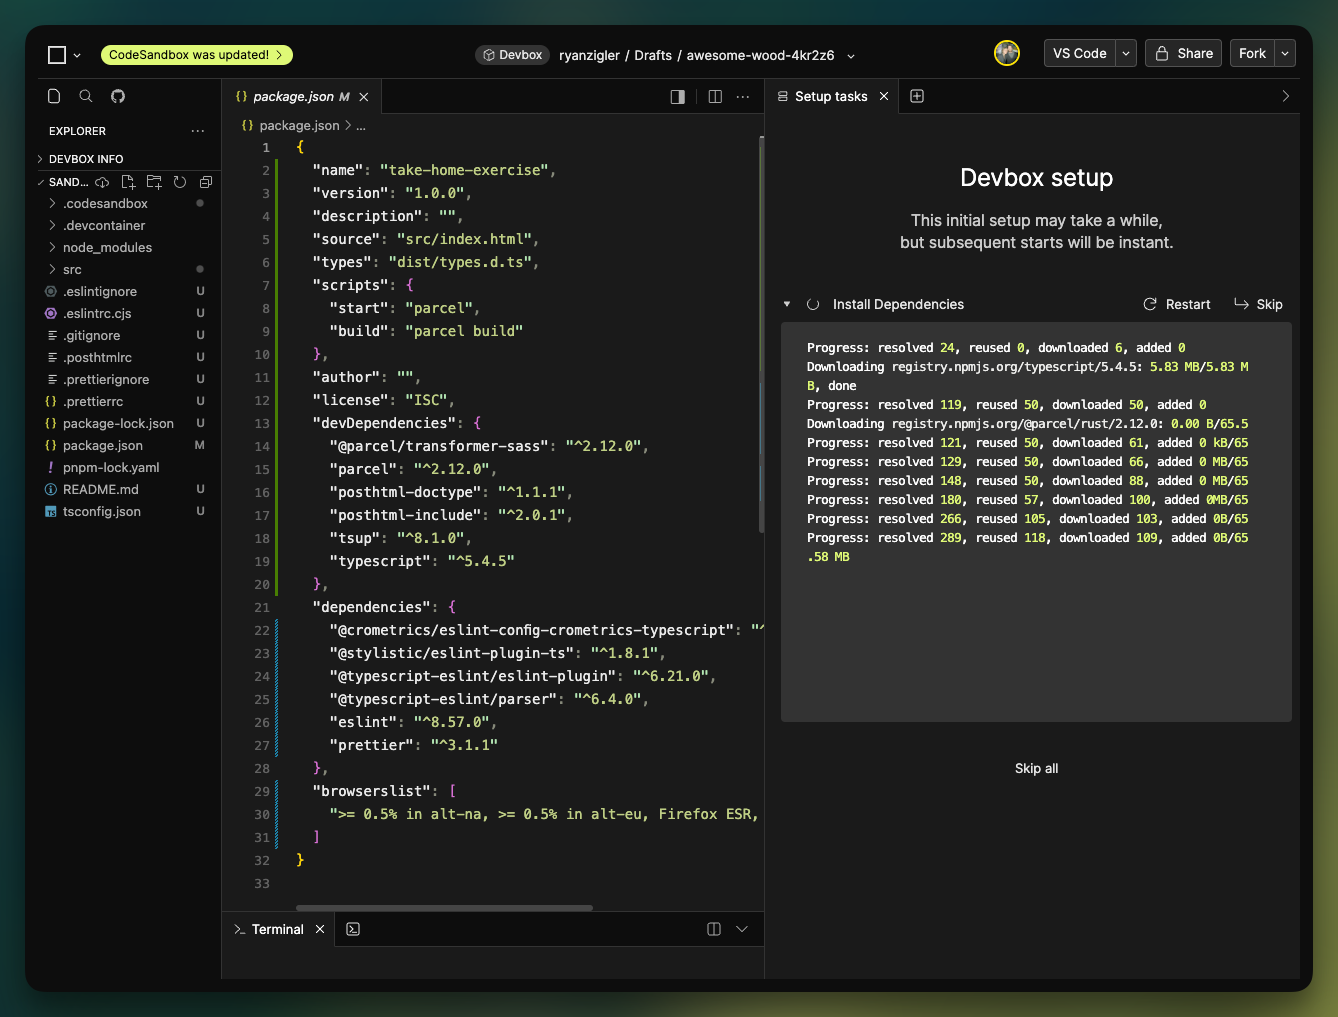 CodeSandbox was updated! >
Devbox ryanzigler / Drafts / awesome-wood-4kr2z6
VS Code
Share
Fork
EXPLORER
DEVBOX INFO
SAND...
.codesandbox
.devcontainer
node_modules
src
.eslintignore U
.eslintrc.cjs U
.gitignore U
.posthtmlrc U
.prettierignore U
.prettierrc U
package-lock.json U
package.json M
pnpm-lock.yaml
README.md U
tsconfig.json U
{} package.json M
{} package.json > ...
1 {
2 "name": "take-home-exercise",
3 "version": "1.0.0",
4 "description": "",
5 "source": "src/index.html",
6 "types": "dist/types.d.ts",
7 "scripts": {
8 "start": "parcel",
9 "build": "parcel build"
10 },
11 "author": "",
12 "license": "ISC",
13 "devDependencies": {
14 "@parcel/transformer-sass": "^2.12.0",
15 "parcel": "^2.12.0",
16 "posthtml-doctype": "^1.1.1",
17 "posthtml-include": "^2.0.1",
18 "tsup": "^8.1.0",
19 "typescript": "^5.4.5"
20 },
21 "dependencies": {
22 "@crometrics/eslint-config-crometrics-typescript": "^
23 "@stylistic/eslint-plugin-ts": "^1.8.1",
24 "@typescript-eslint/eslint-plugin": "^6.21.0",
25 "@typescript-eslint/parser": "^6.4.0",
26 "eslint": "^8.57.0",
27 "prettier": "^3.1.1"
28 },
29 "browserslist": [
30 ">= 0.5% in alt-na, >= 0.5% in alt-eu, Firefox ESR,
31 ]
32 }
33
Terminal
Setup tasks
Devbox setup
This initial setup may take a while,
but subsequent starts will be instant.
Install Dependencies
Restart
Skip
Progress: resolved 24, reused 0, downloaded 6, added 0
Downloading registry.npmjs.org/typescript/5.4.5: 5.83 MB/5.83 M
B, done
Progress: resolved 119, reused 50, downloaded 50, added 0
Downloading registry.npmjs.org/@parcel/rust/2.12.0: 0.00 B/65.5
Progress: resolved 121, reused 50, downloaded 61, added 0 kB/65
Progress: resolved 129, reused 50, downloaded 66, added 0 MB/65
Progress: resolved 148, reused 50, downloaded 88, added 0 MB/65
Progress: resolved 180, reused 57, downloaded 100, added 0MB/65
Progress: resolved 266, reused 105, downloaded 103, added 0B/65
Progress: resolved 289, reused 118, downloaded 109, added 0B/65
.58 MB
Skip all